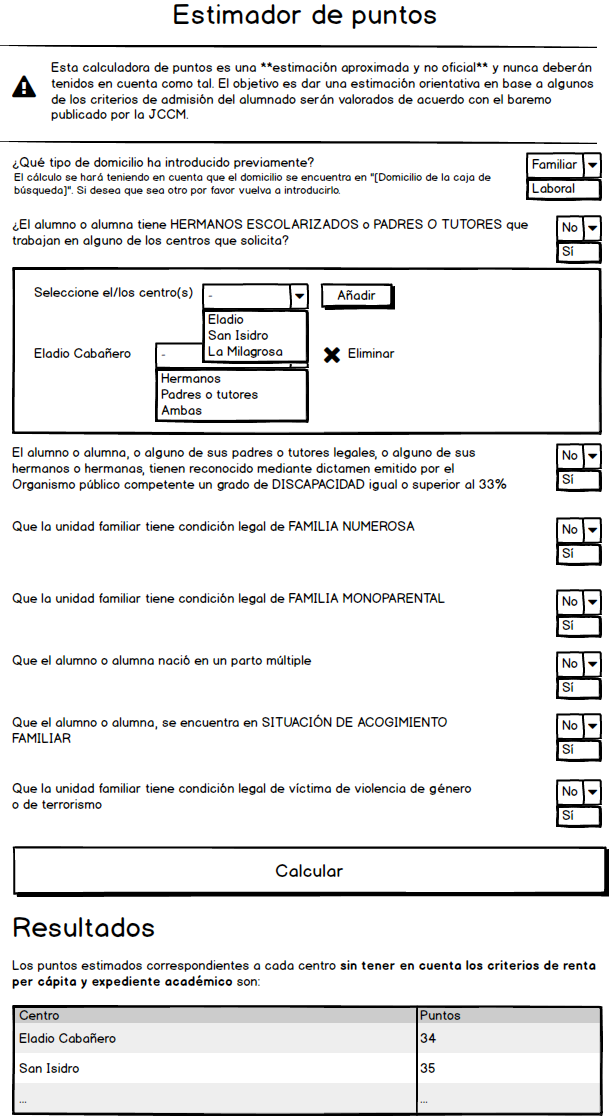 Estimador de puntos
Esta calculadora de puntos es una **estimación aproximada y no oficial** y nunca deberán
tenidos en cuenta como tal. El objetivo es dar una estimación orientativa en base a algunos
de los criterios de admisión del alumnado serán valorados de acuerdo con el baremo
publicado por la JCCM.
¿Qué tipo de domicilio ha introducido previamente?
El cálculo se hará teniendo en cuenta que el domicilio se encuentra en "[Domicilio de la caja de
búsqueda]". Si desea que sea otro por favor vuelva a introducirlo.
Familiar
Laboral
¿El alumno o alumna tiene HERMANOS ESCOLARIZADOS o PADRES O TUTORES que
trabajan en alguno de los centros que solicita?
No
Sí
Seleccione el/los centro(s)
-
Añadir
Eladio
San Isidro
La Milagrosa
Eladio Cabañero
-
Eliminar
Hermanos
Padres o tutores
Ambas
El alumno o alumna, o alguno de sus padres o tutores legales, o alguno de sus
hermanos o hermanas, tienen reconocido mediante dictamen emitido por el
Organismo público competente un grado de DISCAPACIDAD igual o superior al 33%
No
Sí
Que la unidad familiar tiene condición legal de FAMILIA NUMEROSA
No
Sí
Que la unidad familiar tiene condición legal de FAMILIA MONOPARENTAL
No
Sí
Que el alumno o alumna nació en un parto múltiple
No
Sí
Que el alumno o alumna, se encuentra en SITUACIÓN DE ACOGIMIENTO
FAMILIAR
No
Sí
Que la unidad familiar tiene condición legal de víctima de violencia de género
o de terrorismo
No
Sí
Calcular
Resultados
Los puntos estimados correspondientes a cada centro sin tener en cuenta los criterios de renta
per cápita y expediente académico son:
Centro Puntos
Eladio Cabañero 34
San Isidro 35
... ...